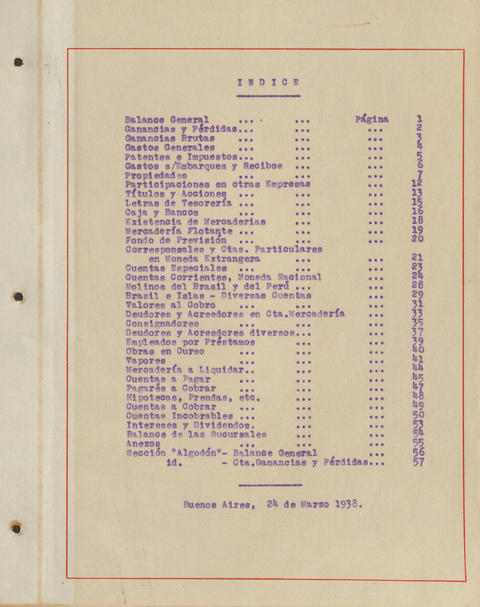 INDICE
Balance General ... ... Página 1
Ganancias y Pérdidas... ... ... 2
Ganancias Brutas ... ... ... 3
Gastos Generales ... ... ... 4
Patentes e Impuestos... ... ... 5
Gastos s/Embarques y Recibos ... ... 6
Propiedades ... ... ... 7
Participaciones en otras Empresas ... 12
Títulos y Acciones ... ... ... 13
Letras de Tesorería ... ... ... 15
Caja y Bancos ... ... ... 16
Existencia de Mercaderías ... ... 18
Mercadería Flotante ... ... ... 19
Fondo de Previsión ... ... ... 20
Corresponsales y Ctas. Particulares
en Moneda Extrangera ... ... 21
Cuentas Especiales ... ... ... 23
Cuentas Corrientes, Moneda Nacional ... 24
Molinos del Brasil y del Perú ... ... 28
Brasil e Islas - Diversas Cuentas ... 29
Valores al Cobro ... ... ... 31
Deudores y Acreedores en Cta.Mercadería ... 33
Consignadores ... ... ... 35
Deudores y Acreedores diversos... ... 37
Empleados por Préstamos ... ... 39
Obras en Curso ... ... ... 40
Vapores ... ... ... 41
Mercadería a Liquidar.. ... ... 44
Cuentas a Pagar ... ... ... 45
Pagarés a Cobrar ... ... ... 47
Hipotecas, Prendas, etc. ... ... 48
Cuentas a Cobrar ... ... ... 49
Cuentas Incobrables ... ... ... 50
Intereses y Dividendos. ... ... 53
Balance de las Sucursales ... ... 54
Anexos ... ... ... 55
Sección "Algodón"- Balance General ... 56
id. - Cta.Ganancias y Pérdidas... 57
Buenos Aires, 24 de Marzo 1938.